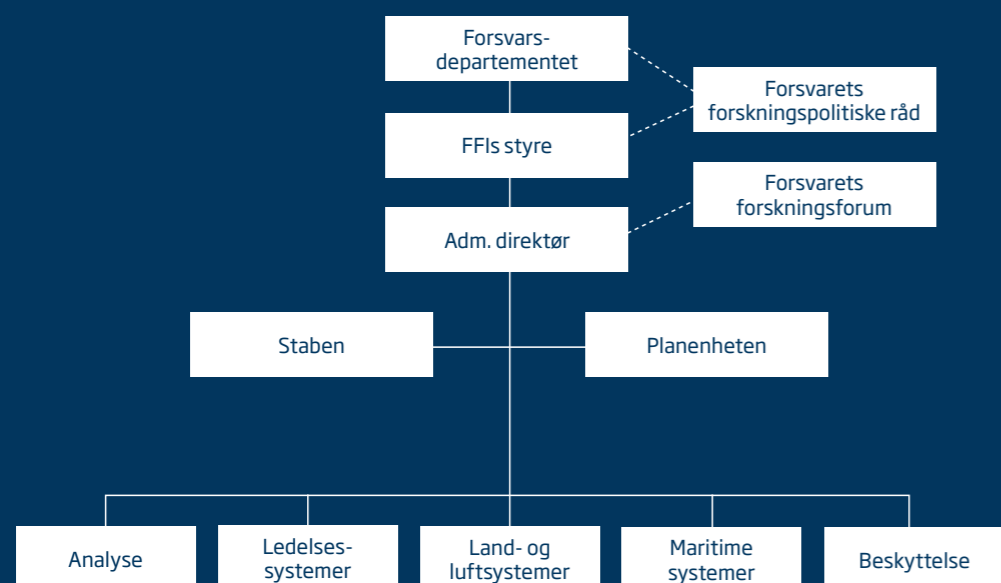 Forsvars-
departementet
Forsvarets
forskningspolitiske råd
FFIs styre
Forsvarets
forskningsforum
Adm. direktør
Staben
Planenheten
Analyse
Ledelses-
systemer
Land- og
luftsystemer
Maritime
systemer
Beskyttelse